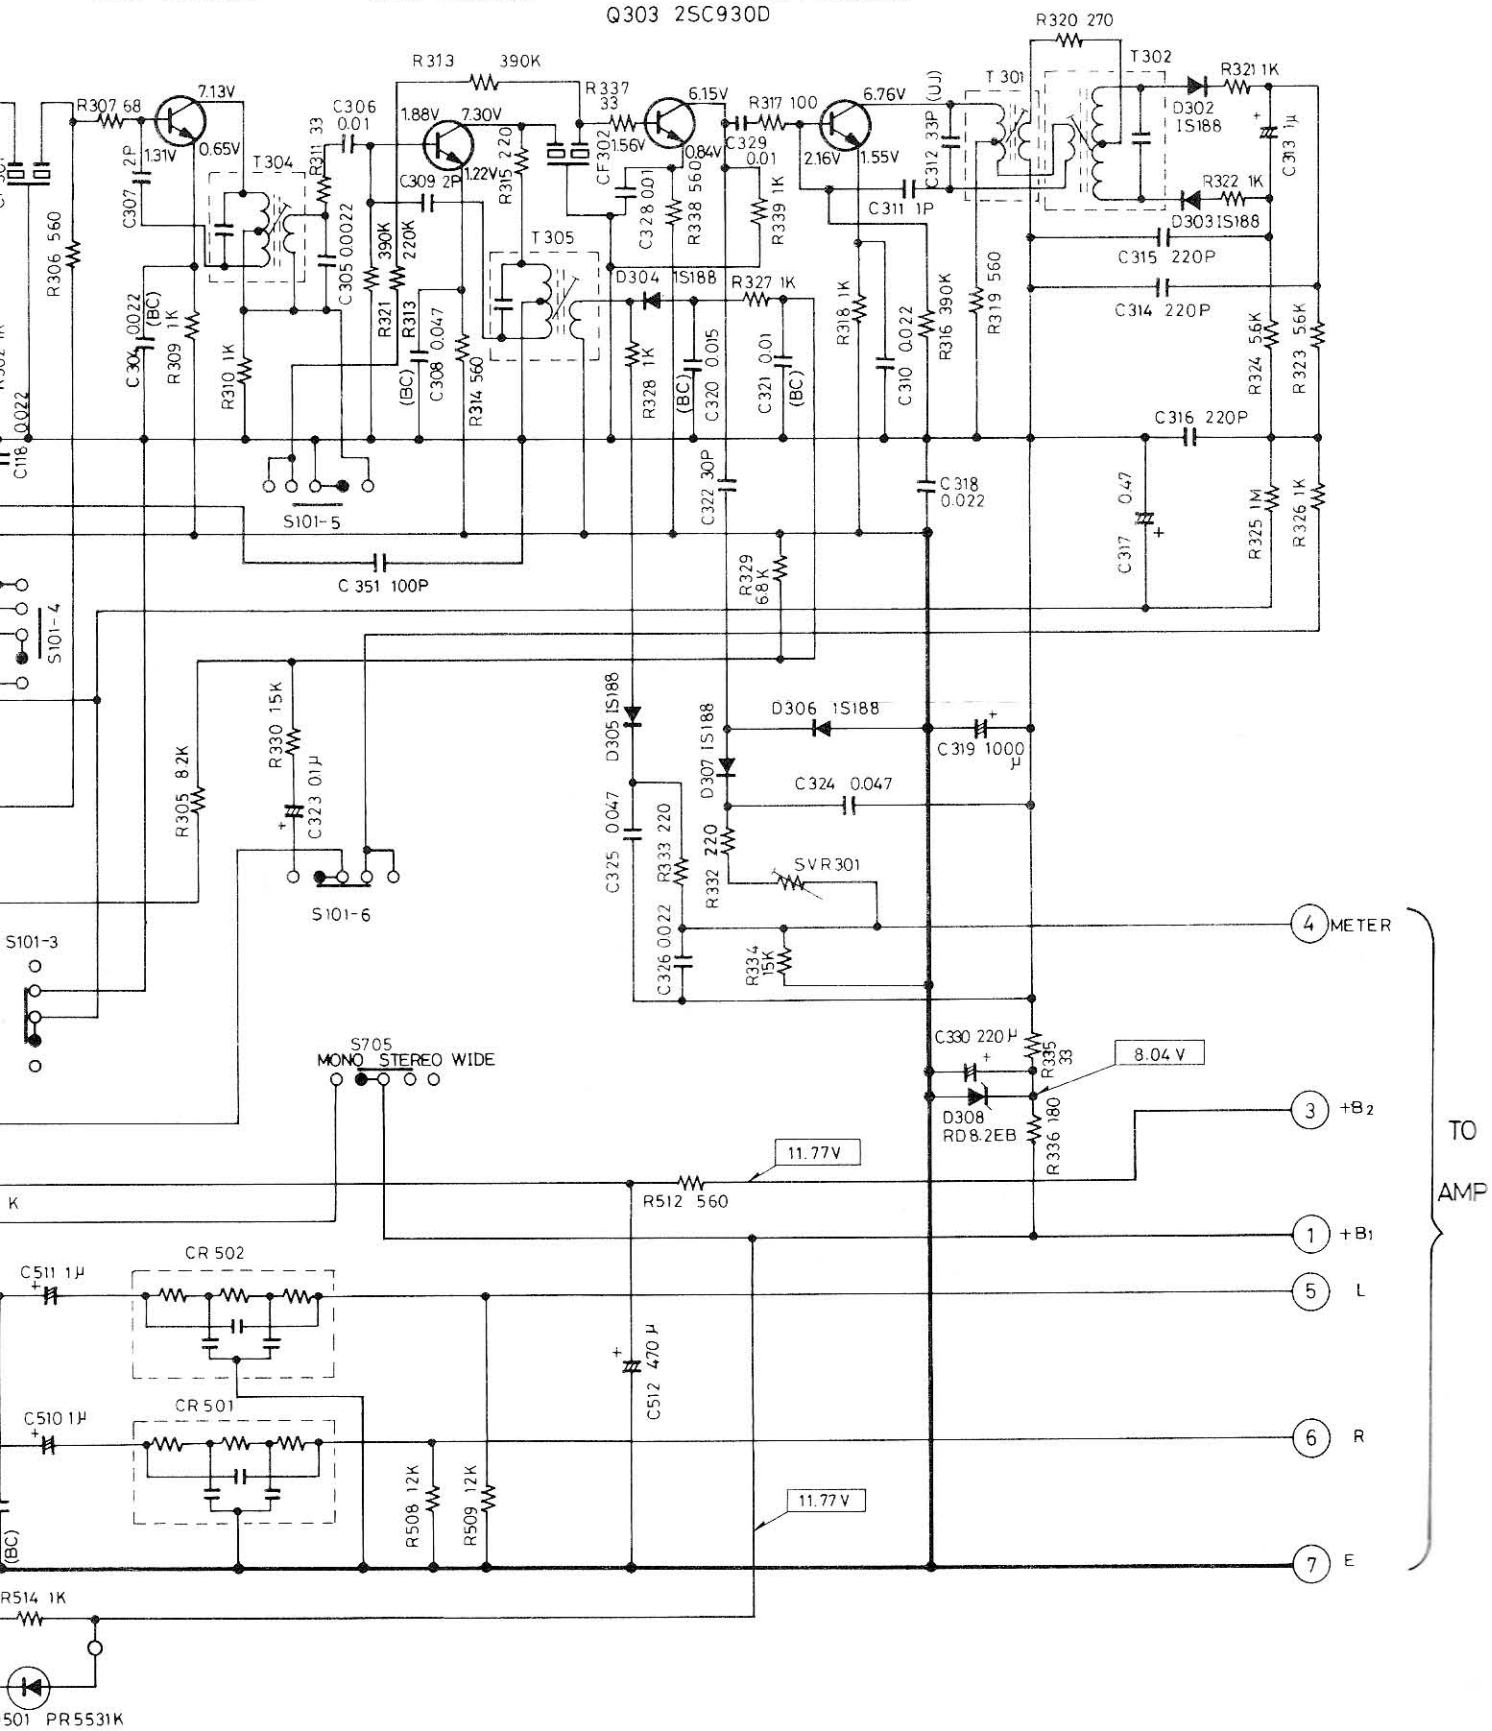 Q303 2SC930D
R320 270
T302
T301
R321 1K
D302
1S188
C313 1µ
+
R313 390K
R337
33
6.15V
R317 100
6.76V
C312 33P (UJ)
R307 68
7.13V
C306
0.01
1.88V
7.30V
R315 220
CF302
1.56V
0.84V
C329
0.01
2.16V
1.55V
1.31V
0.65V
R311 33
1.22V
C307 2P
T304
C309 2P
C328 0.01
R338 560
R339 1K
C311 1P
R322 1K
D303 1S188
C315 220P
C314 220P
R306 560
C305 0.0022
R321 390K
R313 220K
T305
D304 1S188
R327 1K
R319 560
C304 0.022
(BC)
R309 1K
R310 1K
(BC)
C308 0.047
R314 560
R328 1K
(BC)
C320 0.015
C321 0.01
(BC)
R318 1K
C310 0.022
R316 390K
R324 5.6K
R323 5.6K
C118 0.022
C316 220P
C322 30P
C318
0.022
C317 0.47
+
R325 1M
R326 1K
S101-5
C351 100P
R329
6.8K
S101-4
R330 15K
D305 1S188
D307 1S188
D306 1S188
+
C319 1000
µ
R305 8.2K
+
C323 0.1µ
C324 0.047
C325 0.047
R333 220
R332 220
SVR301
S101-6
C326 0.022
R334
15K
4 METER
S101-3
C330 220µ
+
R335
33
8.04V
S705
MONO STEREO WIDE
D308
RD8.2EB
R336 180
3 +B2
TO
AMP
11.77V
R512 560
K
1 +B1
CR502
C511 1µ
+
5 L
+
C512 470µ
CR501
C510 1µ
+
6 R
R508 12K
R509 12K
11.77V
(BC)
7 E
R514 1K
501 PR5531K